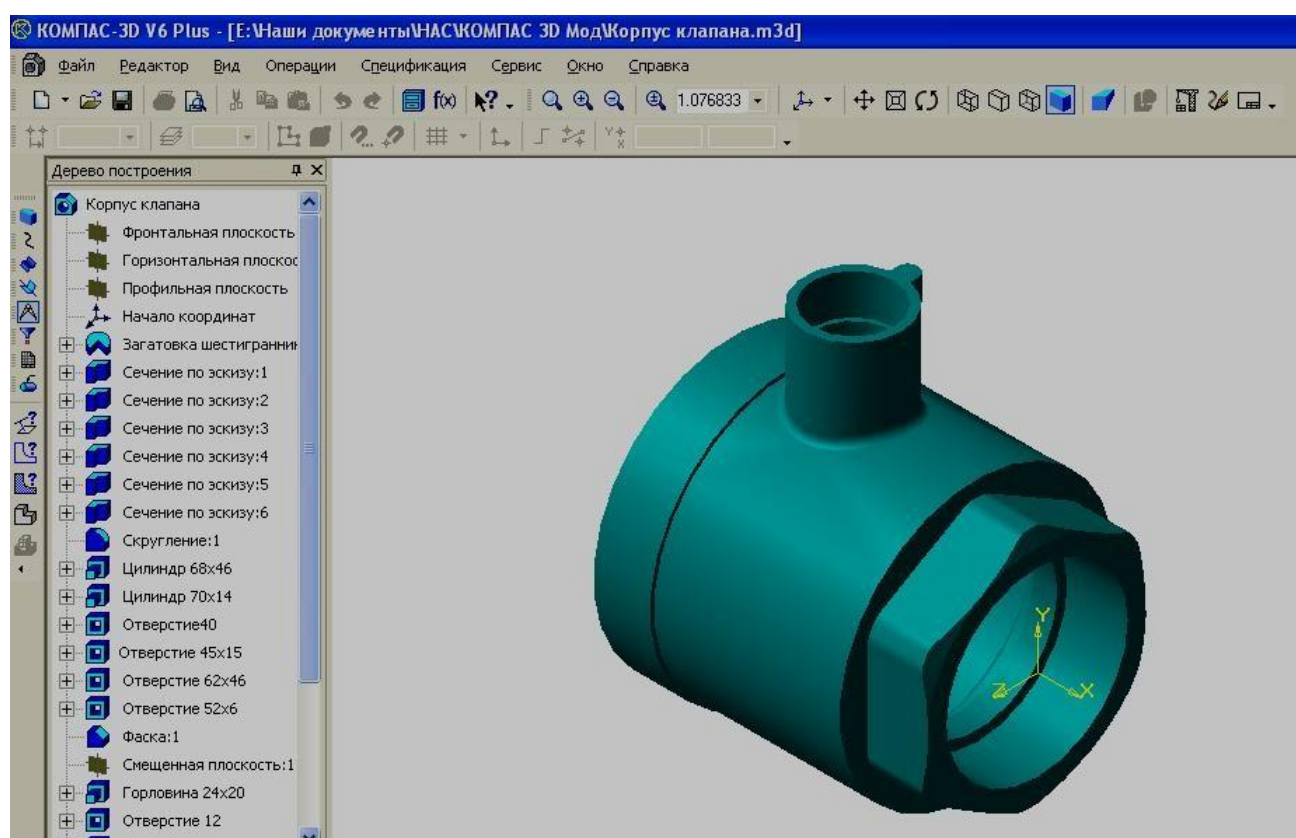 КОМПАС-3D V6 Plus - [E:\Наши документы\НАС\КОМПАС 3D Мод\Корпус клапана.m3d]
Файл Редактор Вид Операции Спецификация Сервис Окно Справка
f(x) 1.076833
Дерево построения
Корпус клапана
Фронтальная плоскость
Горизонтальная плоскос
Профильная плоскость
Начало координат
Загатовка шестигранник
Сечение по эскизу:1
Сечение по эскизу:2
Сечение по эскизу:3
Сечение по эскизу:4
Сечение по эскизу:5
Сечение по эскизу:6
Скругление:1
Цилиндр 68x46
Цилиндр 70x14
Отверстие40
Отверстие 45x15
Отверстие 62x46
Отверстие 52x6
Фаска:1
Смещенная плоскость:1
Горловина 24x20
Отверстие 12
Y
Z X